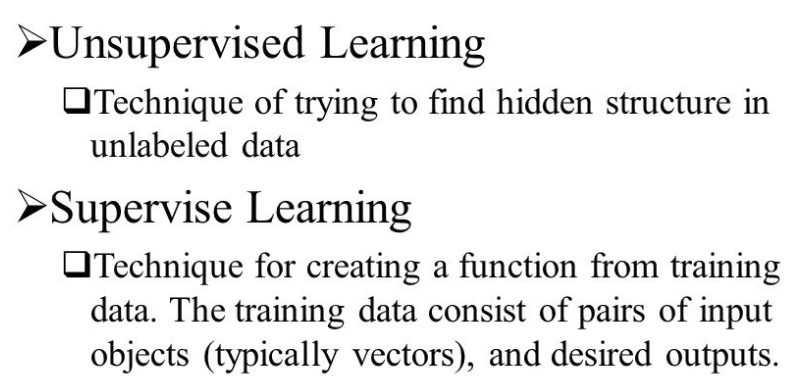 ➢Unsupervised Learning
❑Technique of trying to find hidden structure in
unlabeled data
➢Supervise Learning
❑Technique for creating a function from training
data. The training data consist of pairs of input
objects (typically vectors), and desired outputs.